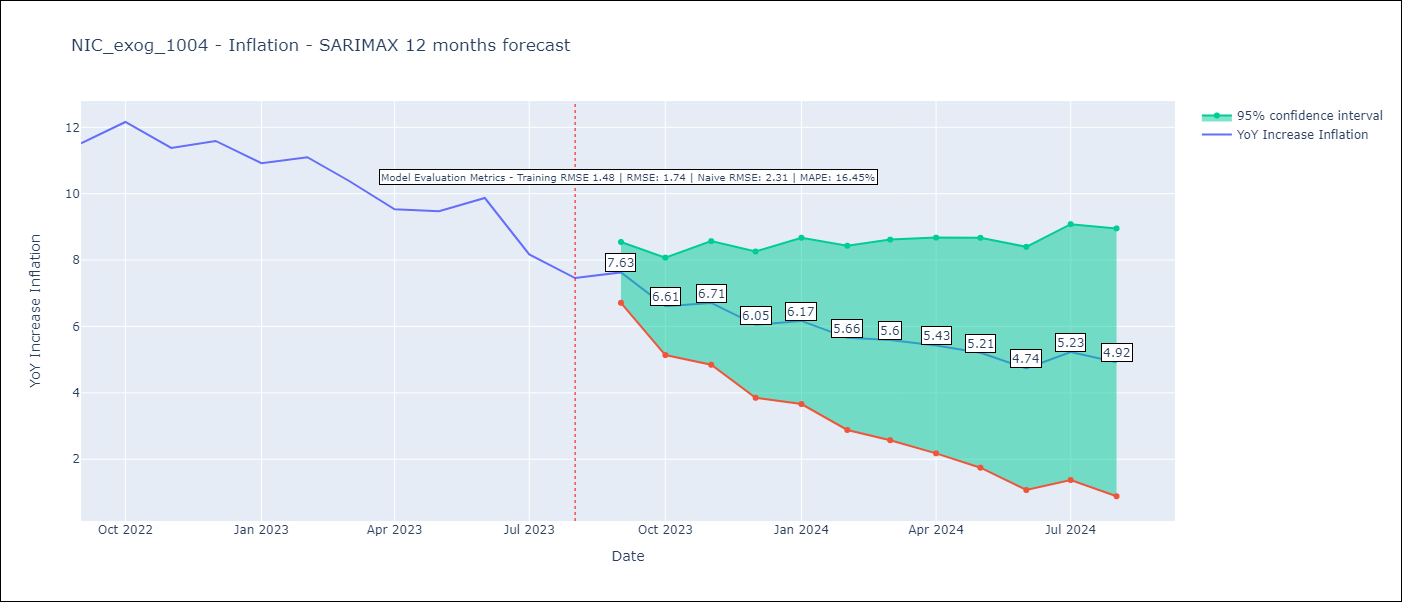 NIC_exog_1004 - Inflation - SARIMAX 12 months forecast
95% confidence interval
YoY Increase Inflation
Model Evaluation Metrics - Training RMSE 1.48 | RMSE: 1.74 | Naive RMSE: 2.31 | MAPE: 16.45%
YoY Increase Inflation
12
10
8
6
4
2
7.63
6.61
6.71
6.05
6.17
5.66
5.6
5.43
5.21
4.74
5.23
4.92
Oct 2022
Jan 2023
Apr 2023
Jul 2023
Oct 2023
Jan 2024
Apr 2024
Jul 2024
Date